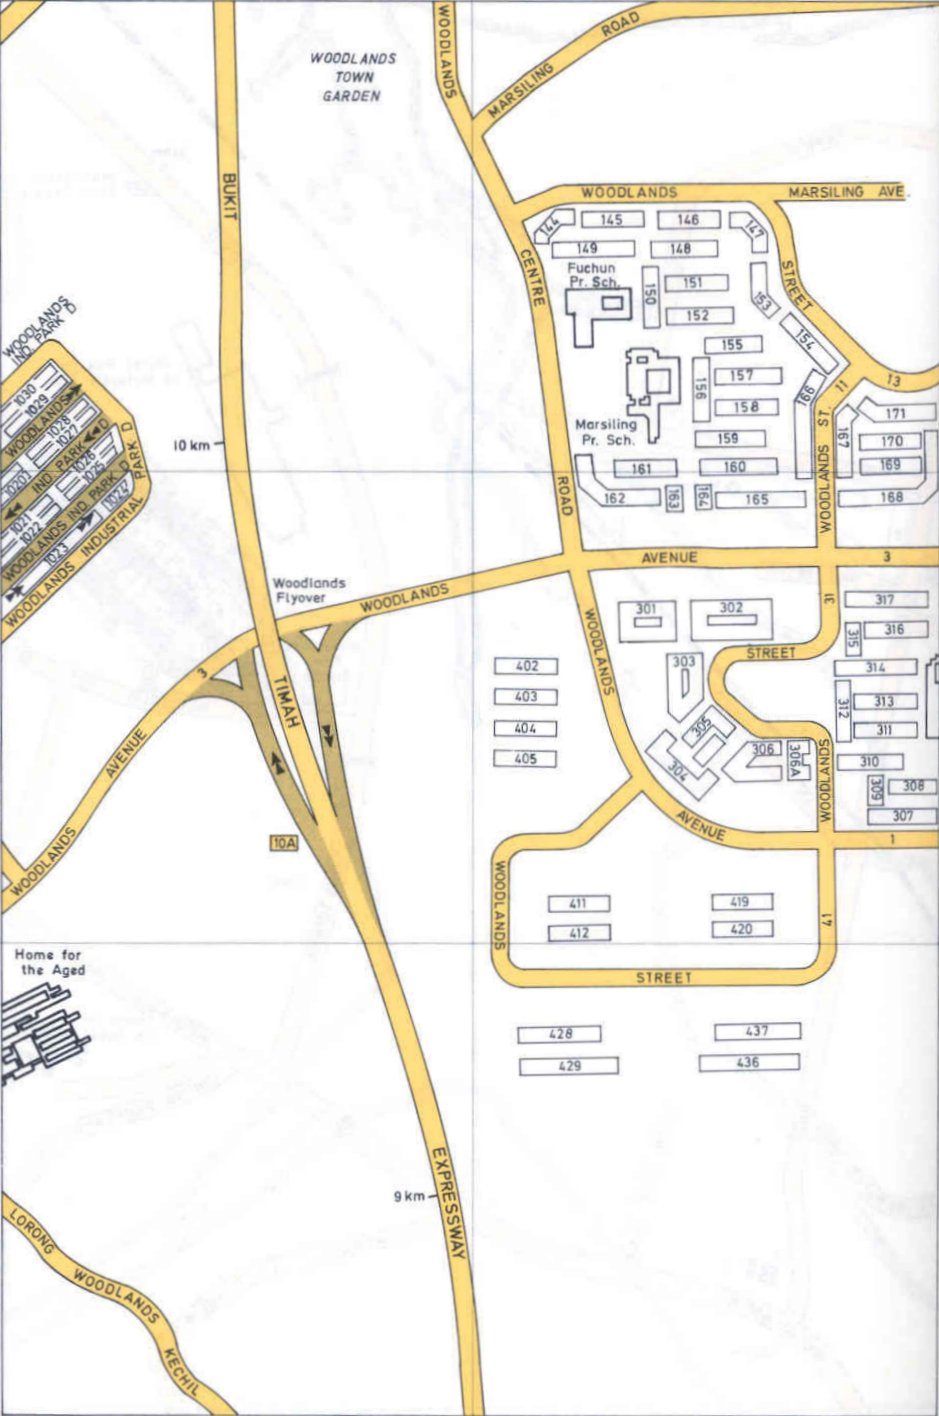 WOODLANDS
TOWN
GARDEN
WOODLANDS
MARSILING ROAD
BUKIT
WOODLANDS
MARSILING AVE.
144
145
146
147
149
148
CENTRE
Fuchun
Pr. Sch.
150
151
153
STREET
152
154
155
WOODLANDS
IND. PARK D
156
157
166
11
13
158
1030
1029
WOODLANDS
1028
1027
IND. PARK D
1026
1025
1020
1021
1022
WOODLANDS IND. PARK D
1024
1023
WOODLANDS INDUSTRIAL PARK D
10 km
Marsiling
Pr. Sch.
159
171
167
170
169
161
160
162
163
164
165
168
WOODLANDS ST.
ROAD
AVENUE
3
Woodlands
Flyover
WOODLANDS
WOODLANDS
301
302
31
317
316
315
STREET
303
314
402
403
404
405
3
TIMAH
312
313
311
305
304
306
306A
310
WOODLANDS
309
308
307
AVENUE
AVENUE
1
10A
WOODLANDS
WOODLANDS
411
412
419
420
41
STREET
Home for
the Aged
428
429
437
436
9 km
EXPRESSWAY
LORONG
WOODLANDS
KECHIL